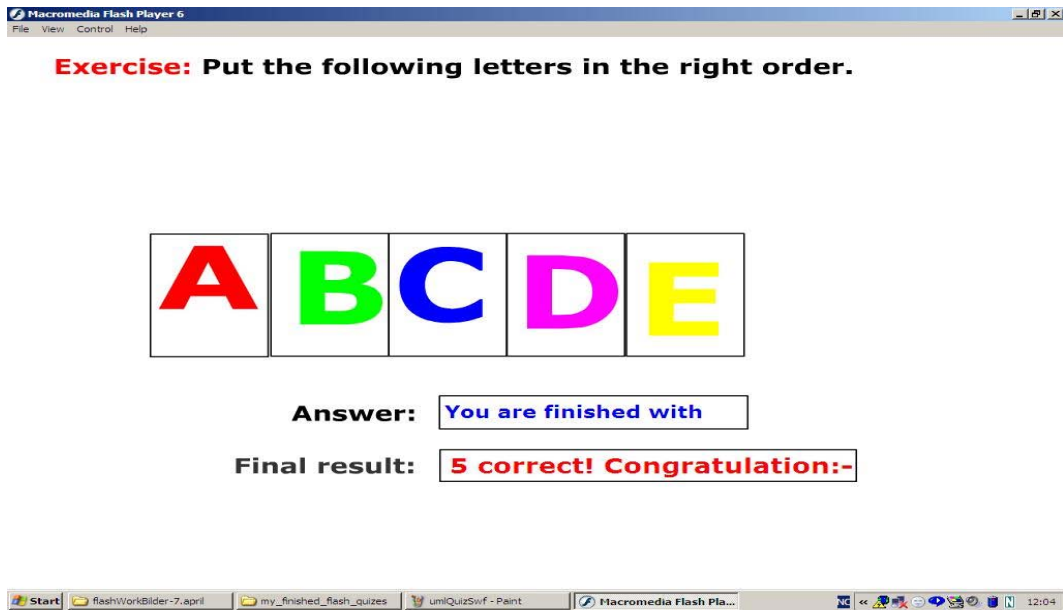 Macromedia Flash Player 6
File View Control Help
Exercise: Put the following letters in the right order.
A B C D E
Answer: You are finished with
Final result: 5 correct! Congratulation:-
Start flashWorkBilder-7.april my_finished_flash_quizes umlQuizSwf - Paint Macromedia Flash Pla... NC « N 12:04